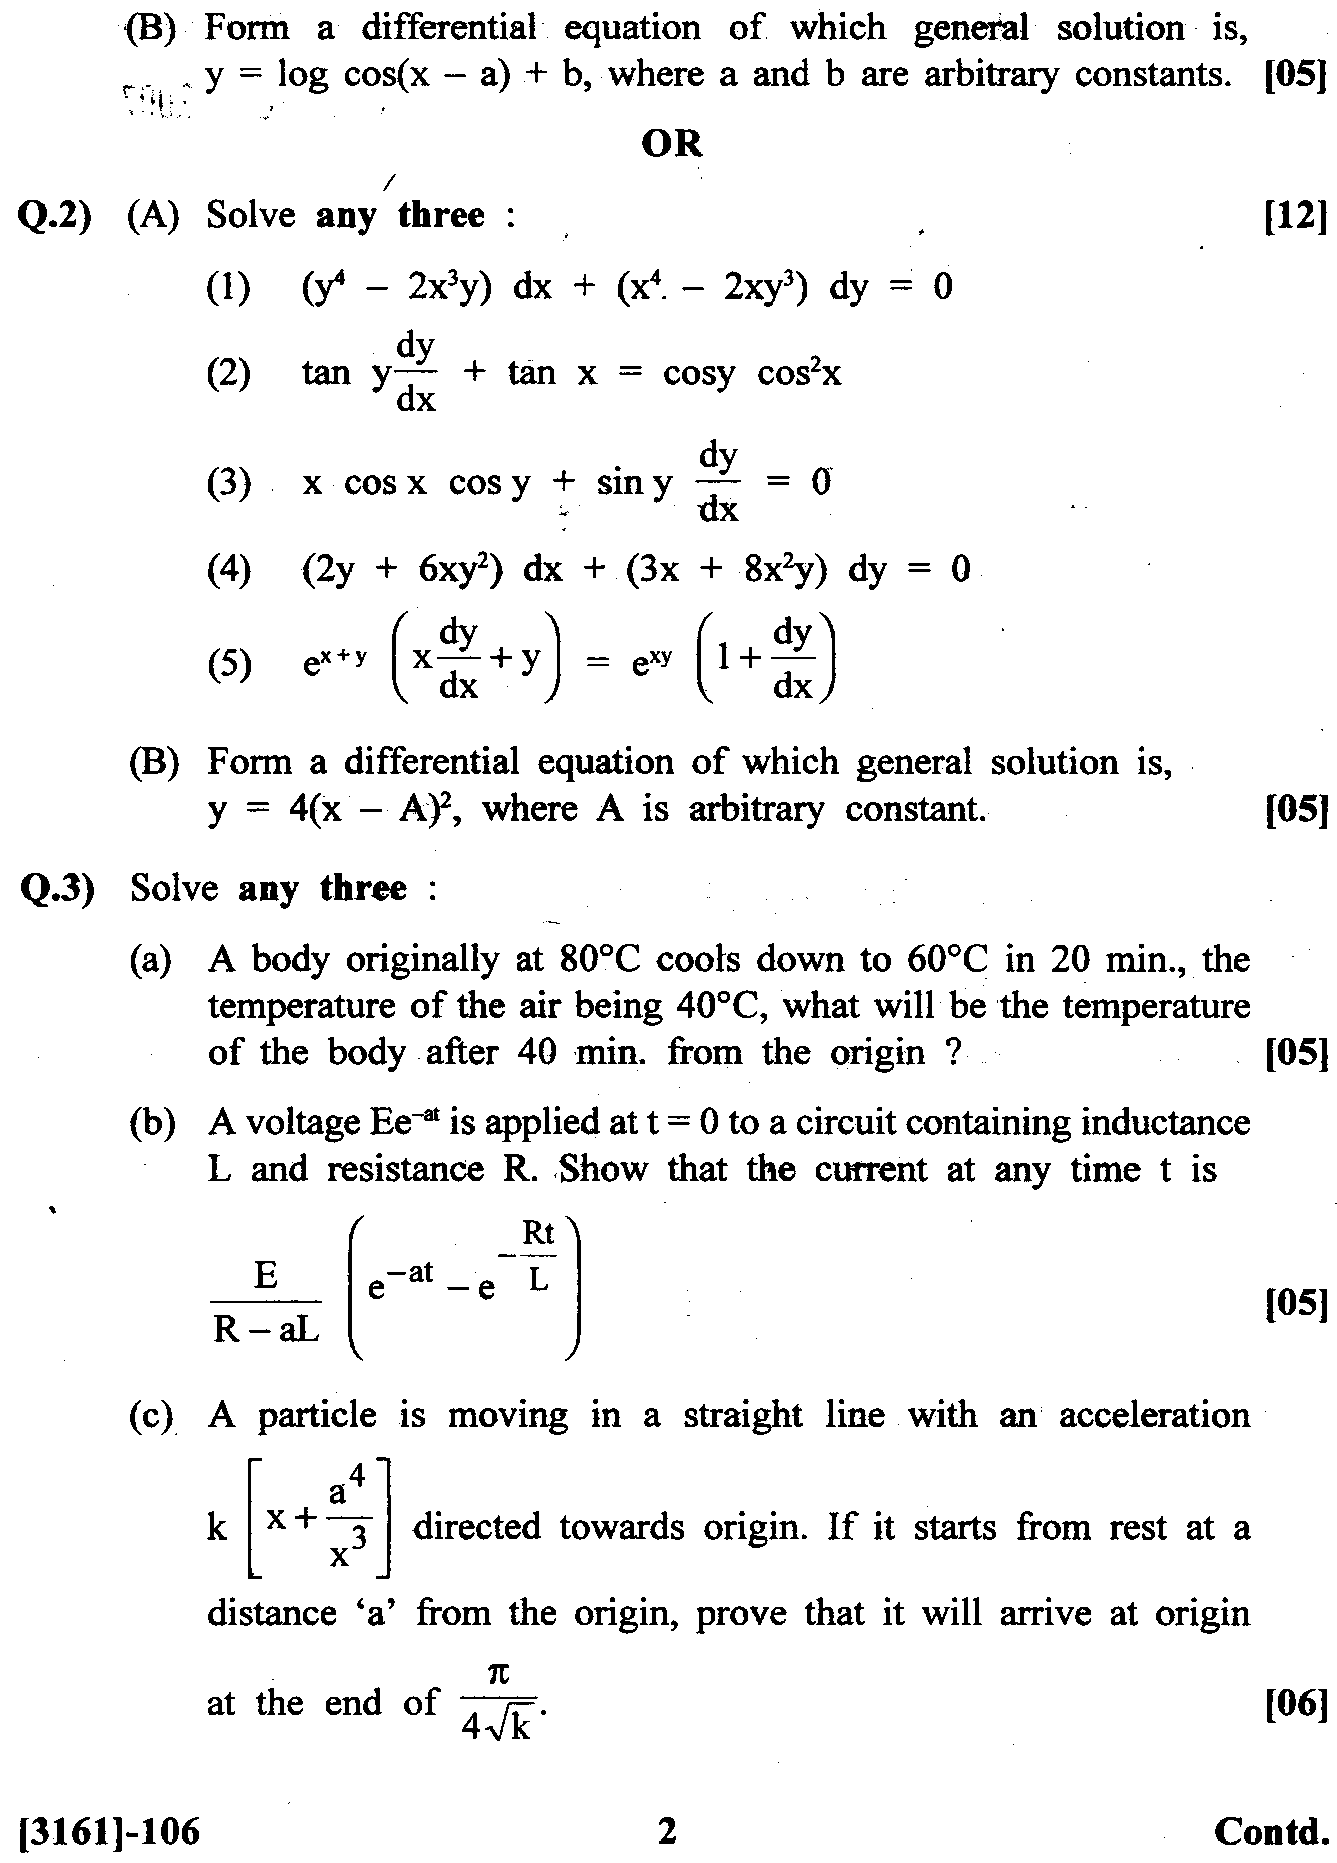 (B) Form a differential equation of which general solution is,
y = log cos(x – a) + b, where a and b are arbitrary constants. [05]
OR
Q.2) (A) Solve any three : [12]
(1) (y⁴ – 2x³y) dx + (x⁴ – 2xy³) dy = 0
(2) tan y dy/dx + tan x = cosy cos²x
(3) x cos x cos y + sin y dy/dx = 0
(4) (2y + 6xy²) dx + (3x + 8x²y) dy = 0
(5) e^(x+y) (x dy/dx + y) = e^(xy) (1 + dy/dx)
(B) Form a differential equation of which general solution is,
y = 4(x – A)², where A is arbitrary constant. [05]
Q.3) Solve any three :
(a) A body originally at 80°C cools down to 60°C in 20 min., the
temperature of the air being 40°C, what will be the temperature
of the body after 40 min. from the origin ? [05]
(b) A voltage Ee^(–at) is applied at t = 0 to a circuit containing inductance
L and resistance R. Show that the current at any time t is
E/(R – aL) (e^(–at) – e^(–Rt/L)) [05]
(c) A particle is moving in a straight line with an acceleration
k [x + a⁴/x³] directed towards origin. If it starts from rest at a
distance ‘a’ from the origin, prove that it will arrive at origin
at the end of π/(4√k). [06]
[3161]-106 2 Contd.